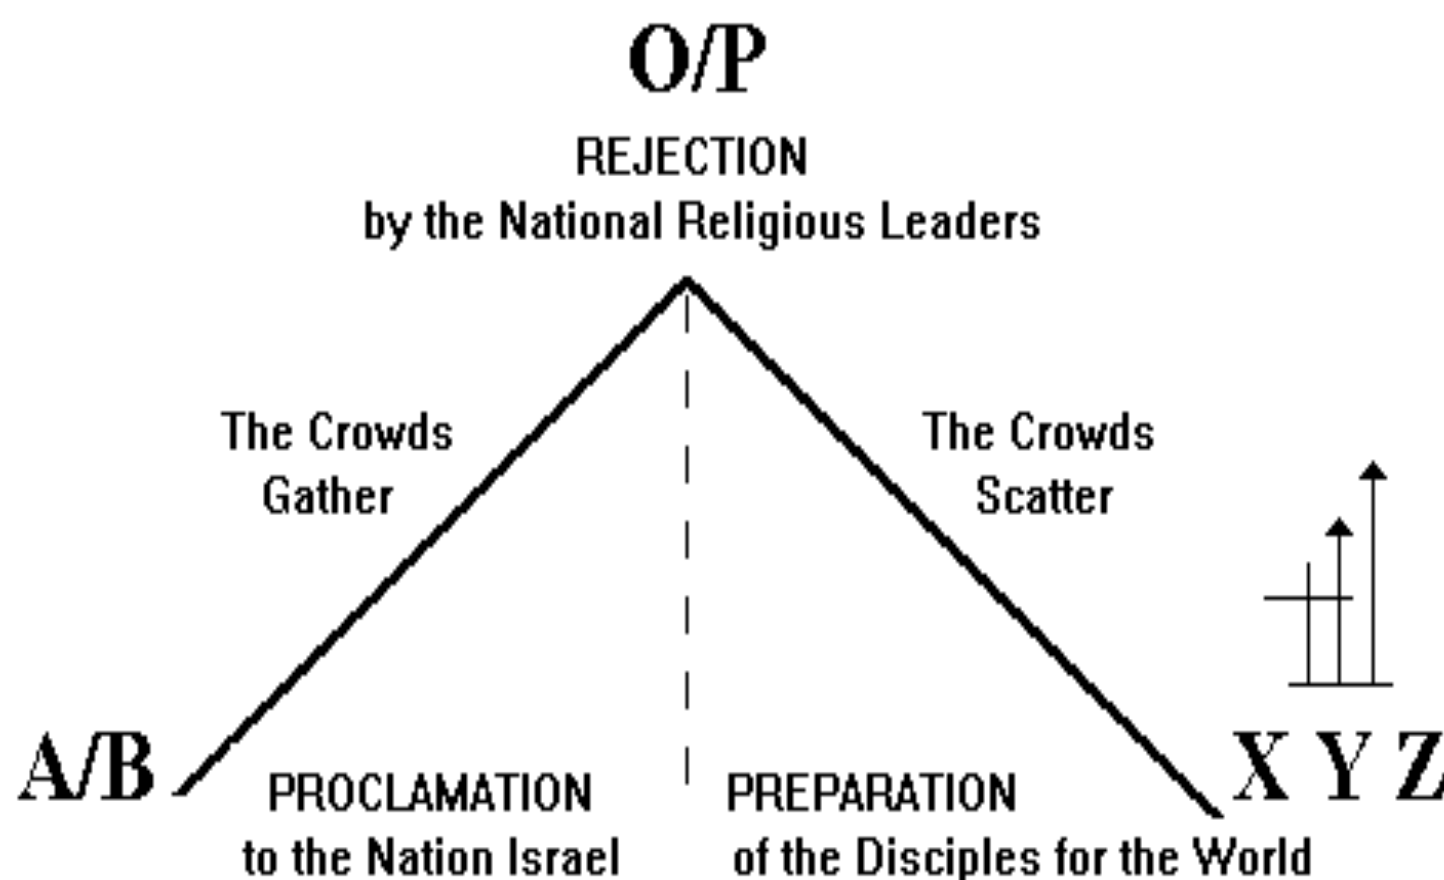 O/P
REJECTION
by the National Religious Leaders
The Crowds
Gather
The Crowds
Scatter
A/B
X Y Z
PROCLAMATION
to the Nation Israel
PREPARATION
of the Disciples for the World